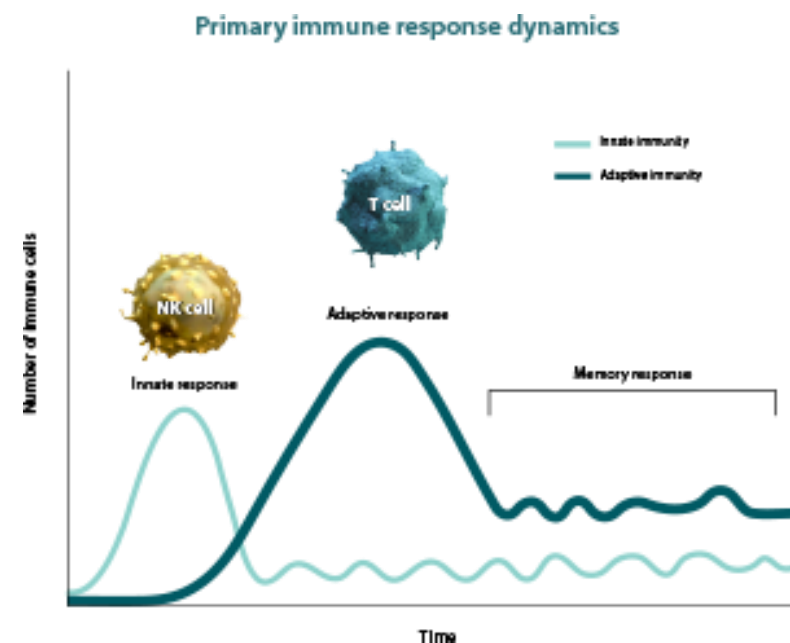 Primary immune response dynamics
Innate immunity
Adaptive immunity
T cell
NK cell
Adaptive response
Innate response
Memory response
Number of immune cells
Time